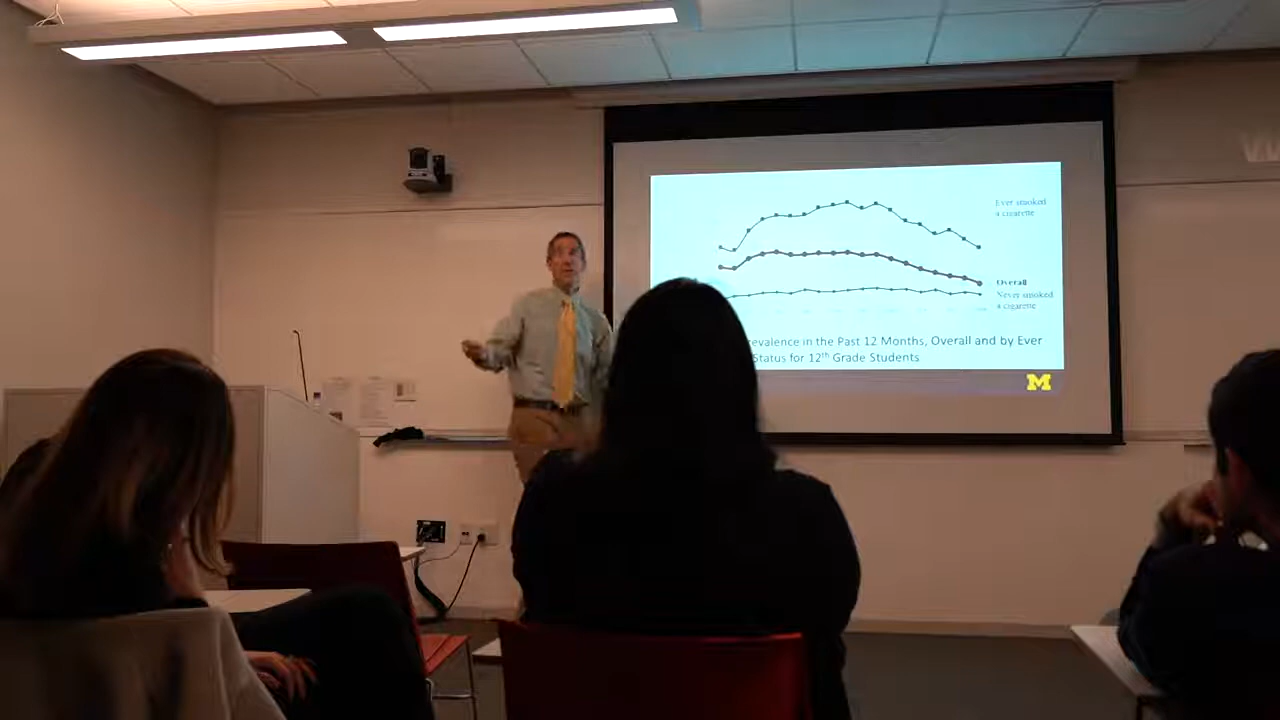 Ever smoked
a cigarette
Overall
Never smoked
a cigarette
revalence in the Past 12 Months, Overall and by Ever
Status for 12th Grade Students
M